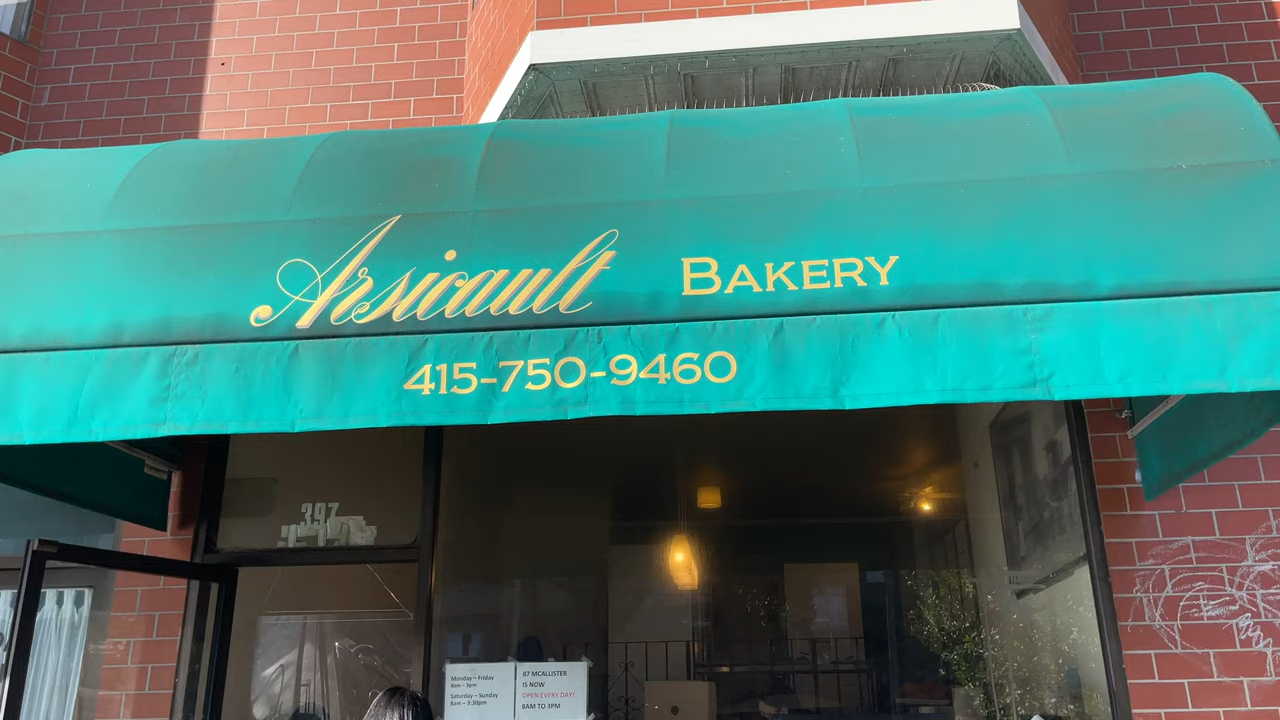 Arsicault BAKERY
415-750-9460
397
Monday – Friday
8am – 3pm
Saturday – Sunday
8am – 3:30pm
87 MCALLISTER
IS NOW
OPEN EVERY DAY!
8AM TO 3PM